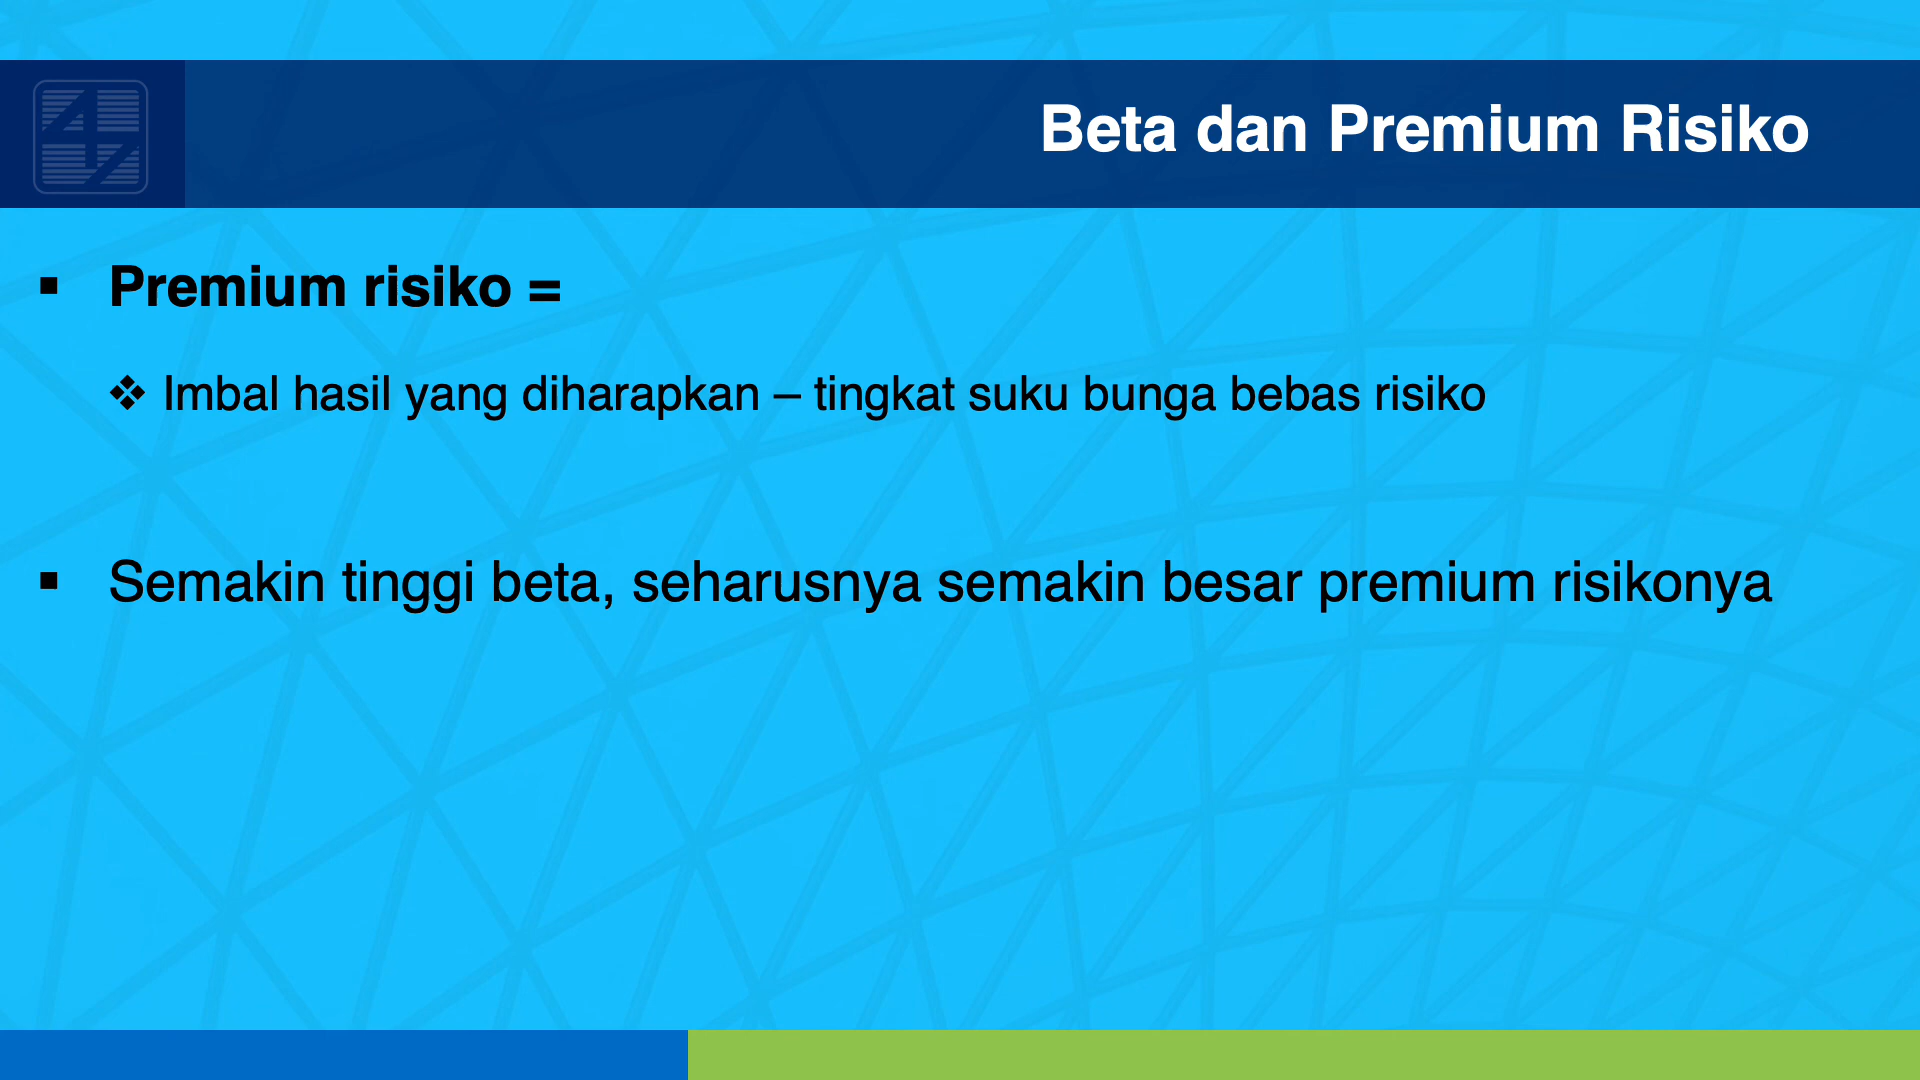 Beta dan Premium Risiko
▪ Premium risiko =
❖ Imbal hasil yang diharapkan – tingkat suku bunga bebas risiko
▪ Semakin tinggi beta, seharusnya semakin besar premium risikonya